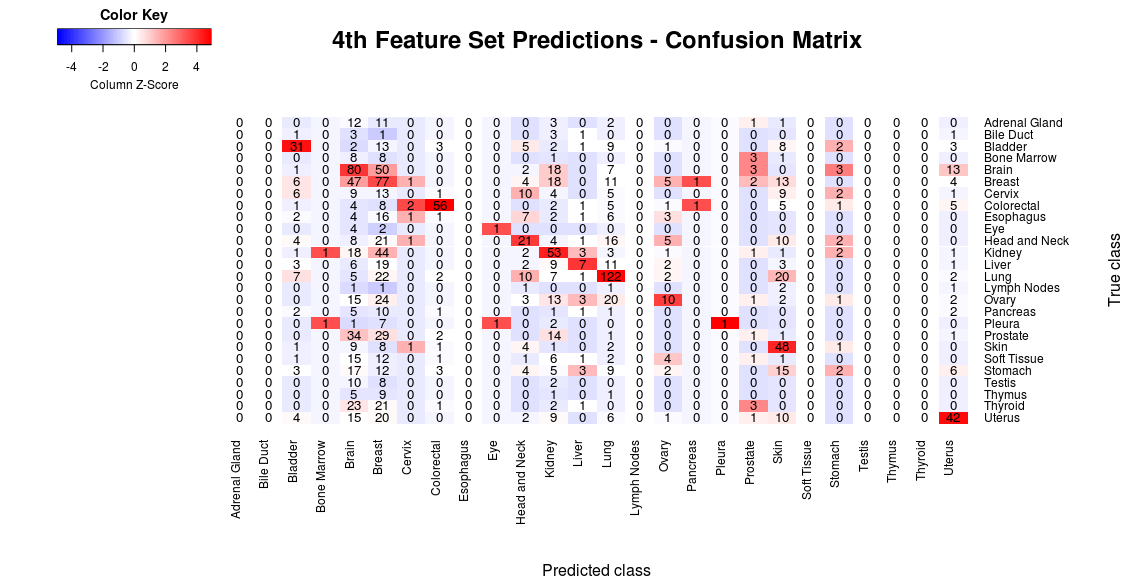 Color Key
-4 -2 0 2 4
Column Z-Score
4th Feature Set Predictions - Confusion Matrix
0 0 0 0 12 11 0 0 0 0 0 3 0 2 0 0 0 0 1 1 0 0 0 0 0 0 Adrenal Gland
0 0 1 0 3 1 0 0 0 0 0 3 1 0 0 0 0 0 0 0 0 0 0 0 0 1 Bile Duct
0 0 31 0 2 13 0 3 0 0 5 2 1 9 0 1 0 0 0 8 0 2 0 0 0 3 Bladder
0 0 0 0 8 8 0 0 0 0 0 1 0 0 0 0 0 0 3 0 0 0 0 0 0 0 Bone Marrow
0 0 1 0 80 50 0 0 0 0 2 18 0 7 0 0 0 0 3 0 0 3 0 0 0 13 Brain
0 0 6 0 47 77 1 0 0 0 4 18 0 11 0 5 1 0 2 13 0 0 0 0 0 4 Breast
0 0 6 0 9 13 0 1 0 0 10 4 0 5 0 0 0 0 0 9 0 2 0 0 0 1 Cervix
0 0 1 0 4 8 2 56 0 0 0 2 1 5 0 1 1 0 0 5 0 1 0 0 0 5 Colorectal
0 0 2 0 4 16 1 1 0 0 7 2 1 6 0 3 0 0 0 0 0 0 0 0 0 0 Esophagus
0 0 0 0 4 2 0 0 0 1 0 0 0 0 0 0 0 0 0 0 0 0 0 0 0 0 Eye
0 0 4 0 8 21 1 0 0 0 21 4 1 16 0 5 0 0 0 10 0 2 0 0 0 0 Head and Neck
0 0 1 1 18 44 0 0 0 0 2 53 3 3 0 0 0 0 1 1 0 2 0 0 0 1 Kidney
0 0 3 0 6 19 0 0 0 0 2 9 7 11 0 2 0 0 0 3 0 0 0 0 0 1 Liver
0 0 7 0 5 22 0 2 0 0 10 7 1 122 0 2 0 0 0 20 0 0 0 0 0 2 Lung
0 0 0 0 1 1 0 0 0 0 1 0 0 1 0 0 0 0 0 2 0 0 0 0 0 1 Lymph Nodes
0 0 0 0 15 24 0 0 0 0 3 13 3 20 0 10 0 0 1 2 0 1 0 0 0 2 Ovary
0 0 2 0 5 10 0 1 0 0 0 1 1 1 0 0 0 0 0 0 0 0 0 0 0 2 Pancreas
0 0 0 1 1 7 0 0 0 1 0 2 0 0 0 0 0 1 0 0 0 0 0 0 0 0 Pleura
0 0 0 0 34 29 0 2 0 0 0 14 0 1 0 0 0 0 1 1 0 0 0 0 0 0 Prostate
0 0 1 0 9 8 1 1 0 0 4 1 0 2 0 0 0 0 0 48 0 1 0 0 0 0 Skin
0 0 1 0 15 12 0 1 0 0 1 6 1 2 0 4 0 0 1 1 0 0 0 0 0 0 Soft Tissue
0 0 3 0 17 12 0 3 0 0 4 5 3 9 0 2 0 0 0 15 0 2 0 0 0 6 Stomach
0 0 0 0 10 8 0 0 0 0 0 2 0 0 0 0 0 0 0 0 0 0 0 0 0 0 Testis
0 0 0 0 5 9 0 0 0 0 0 1 0 1 0 0 0 0 0 0 0 0 0 0 0 0 Thymus
0 0 0 0 23 21 0 1 0 0 0 2 1 0 0 0 0 0 3 0 0 0 0 0 0 0 Thyroid
0 0 4 0 15 20 0 0 0 0 2 9 0 6 0 1 0 0 1 10 0 0 0 0 0 42 Uterus
True class
Adrenal Gland
Bile Duct
Bladder
Bone Marrow
Brain
Breast
Cervix
Colorectal
Esophagus
Eye
Head and Neck
Kidney
Liver
Lung
Lymph Nodes
Ovary
Pancreas
Pleura
Prostate
Skin
Soft Tissue
Stomach
Testis
Thymus
Thyroid
Uterus
Predicted class